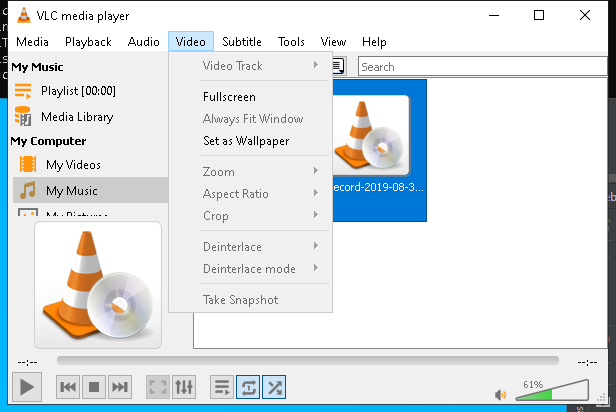 VLC media player
Media Playback Audio Video Subtitle Tools View Help
My Music
Playlist [00:00]
Media Library
My Computer
My Videos
My Music
Video Track
Fullscreen
Always Fit Window
Set as Wallpaper
Zoom
Aspect Ratio
Crop
Deinterlace
Deinterlace mode
Take Snapshot
Search
ecord-2019-08-3...
--:--
--:--
61%